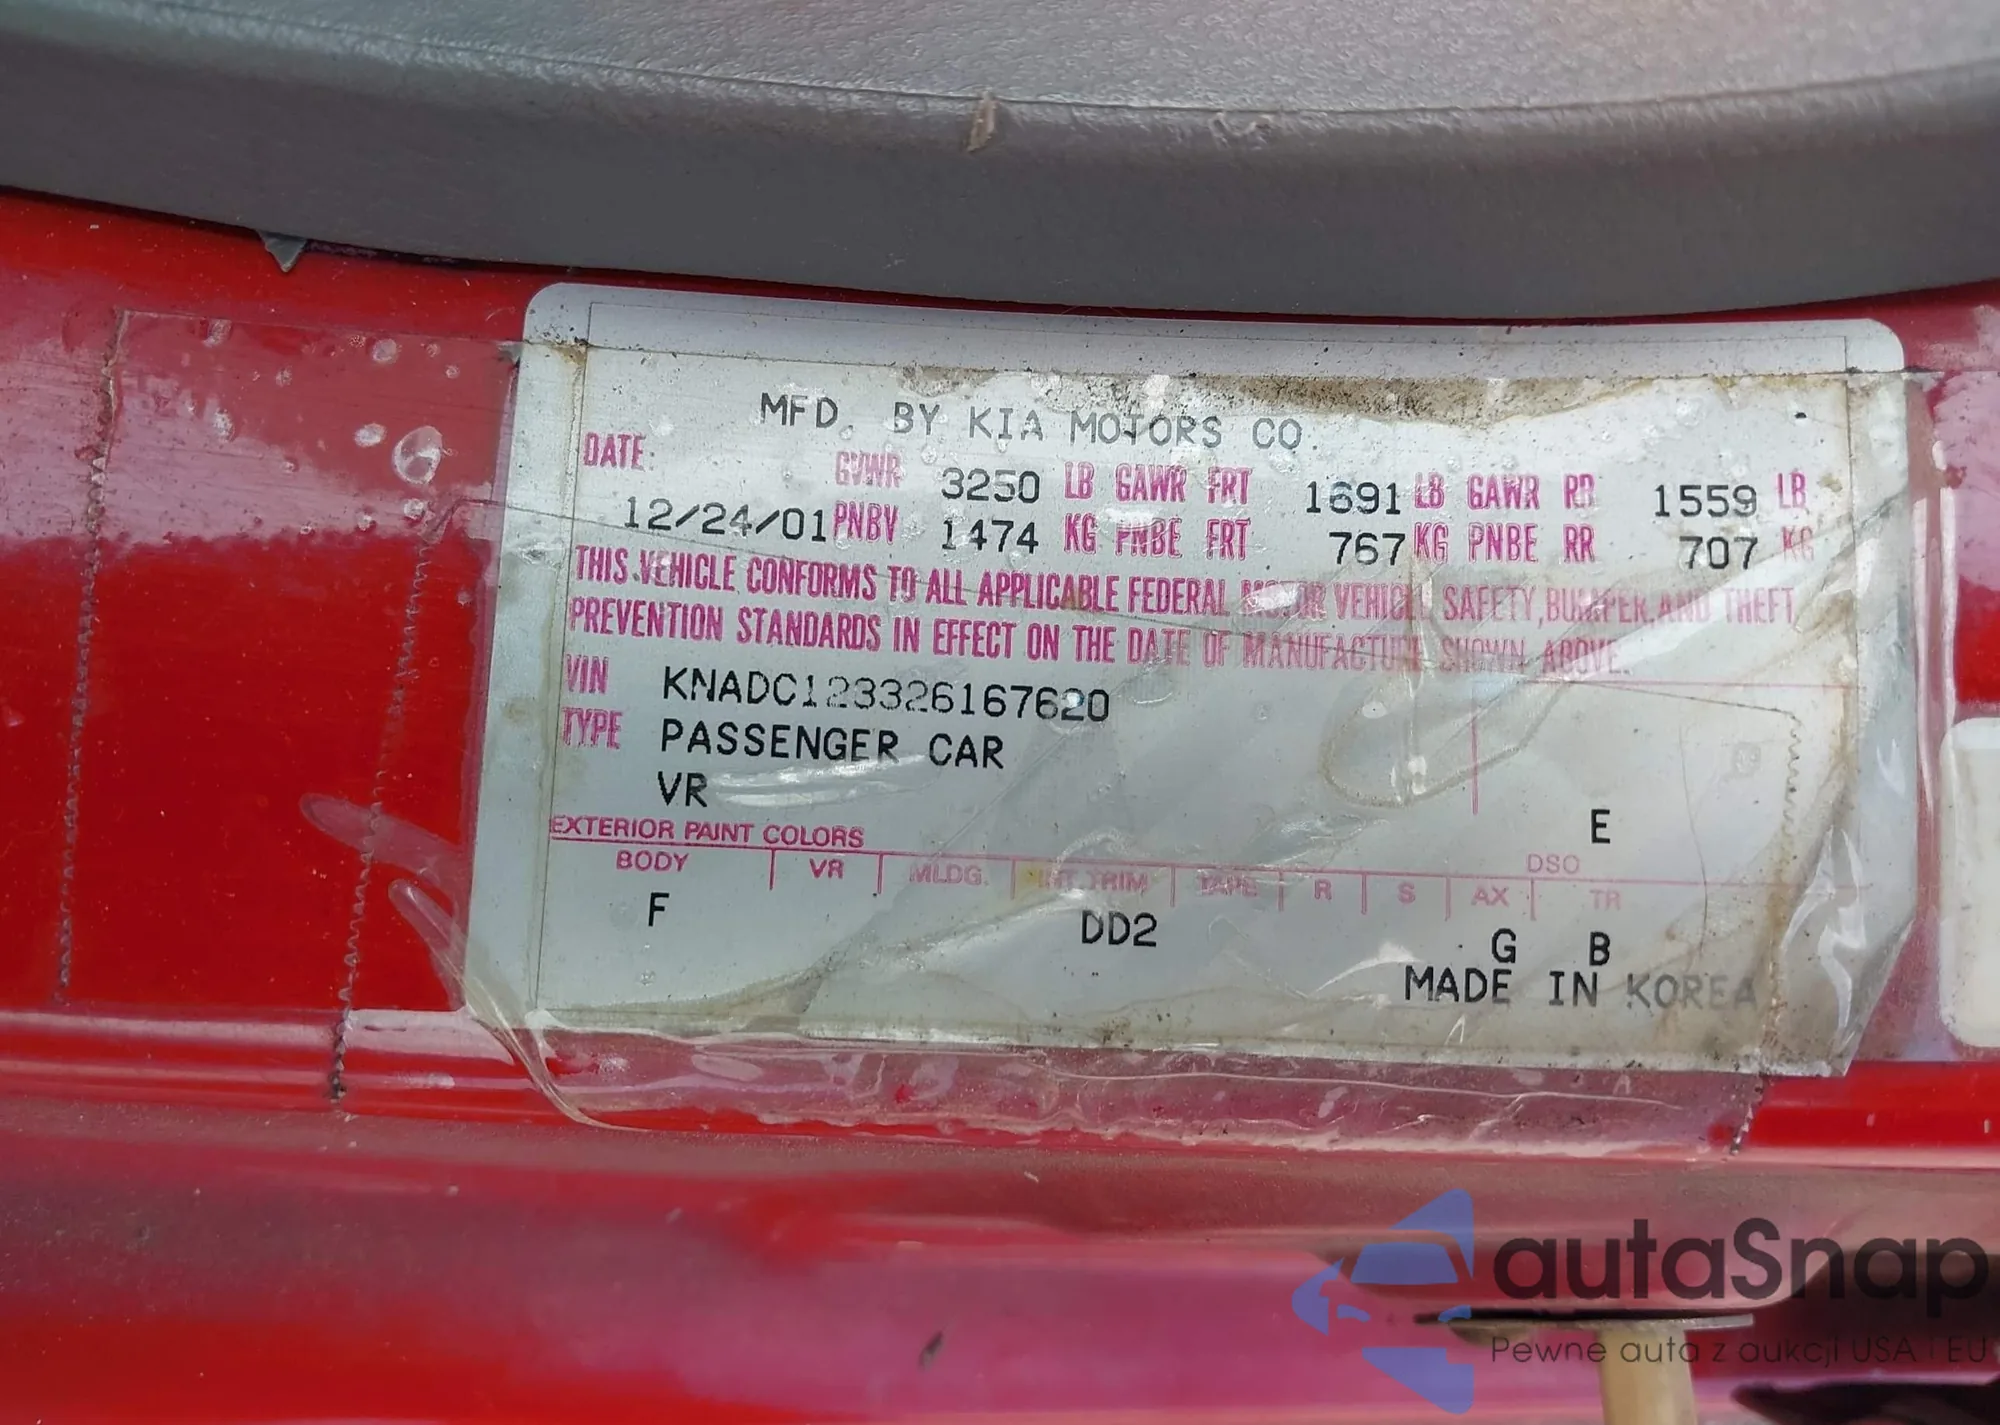 MFD. BY KIA MOTORS CO.
DATE: GVWR 3250 LB GAWR FRT 1691 LB GAWR RR 1559 LB
12/24/01 PNBV 1474 KG PNBE FRT 767 KG PNBE RR 707 KG
THIS VEHICLE CONFORMS TO ALL APPLICABLE FEDERAL MOTOR VEHICLE SAFETY, BUMPER, AND THEFT
PREVENTION STANDARDS IN EFFECT ON THE DATE OF MANUFACTURE SHOWN ABOVE.
VIN KNADC123326167620
TYPE PASSENGER CAR
VR
E
EXTERIOR PAINT COLORS DSO
BODY VR MLDG. INT TRIM TAPE R S AX TR
F DD2 G B
MADE IN KOREA
autaSnap
Pewne auta z aukcji USA i EU